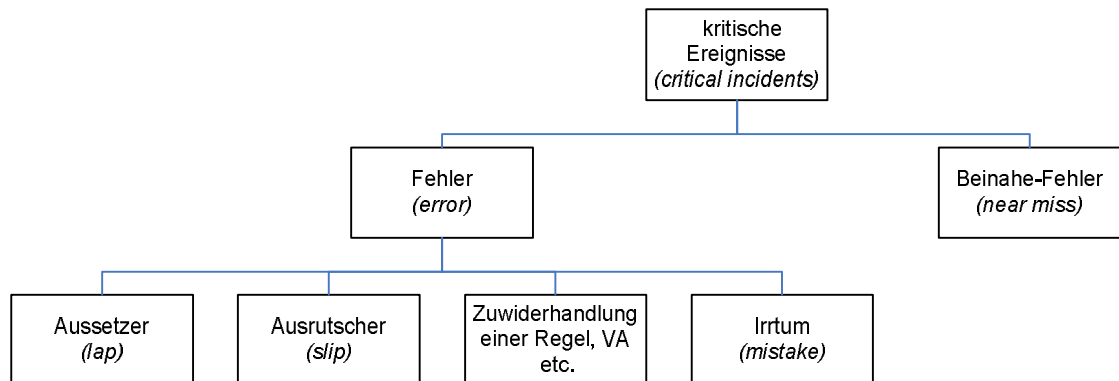 kritische
Ereignisse
(critical incidents)
Fehler
(error)
Beinahe-Fehler
(near miss)
Aussetzer
(lap)
Ausrutscher
(slip)
Zuwiderhandlung
einer Regel, VA
etc.
Irrtum
(mistake)